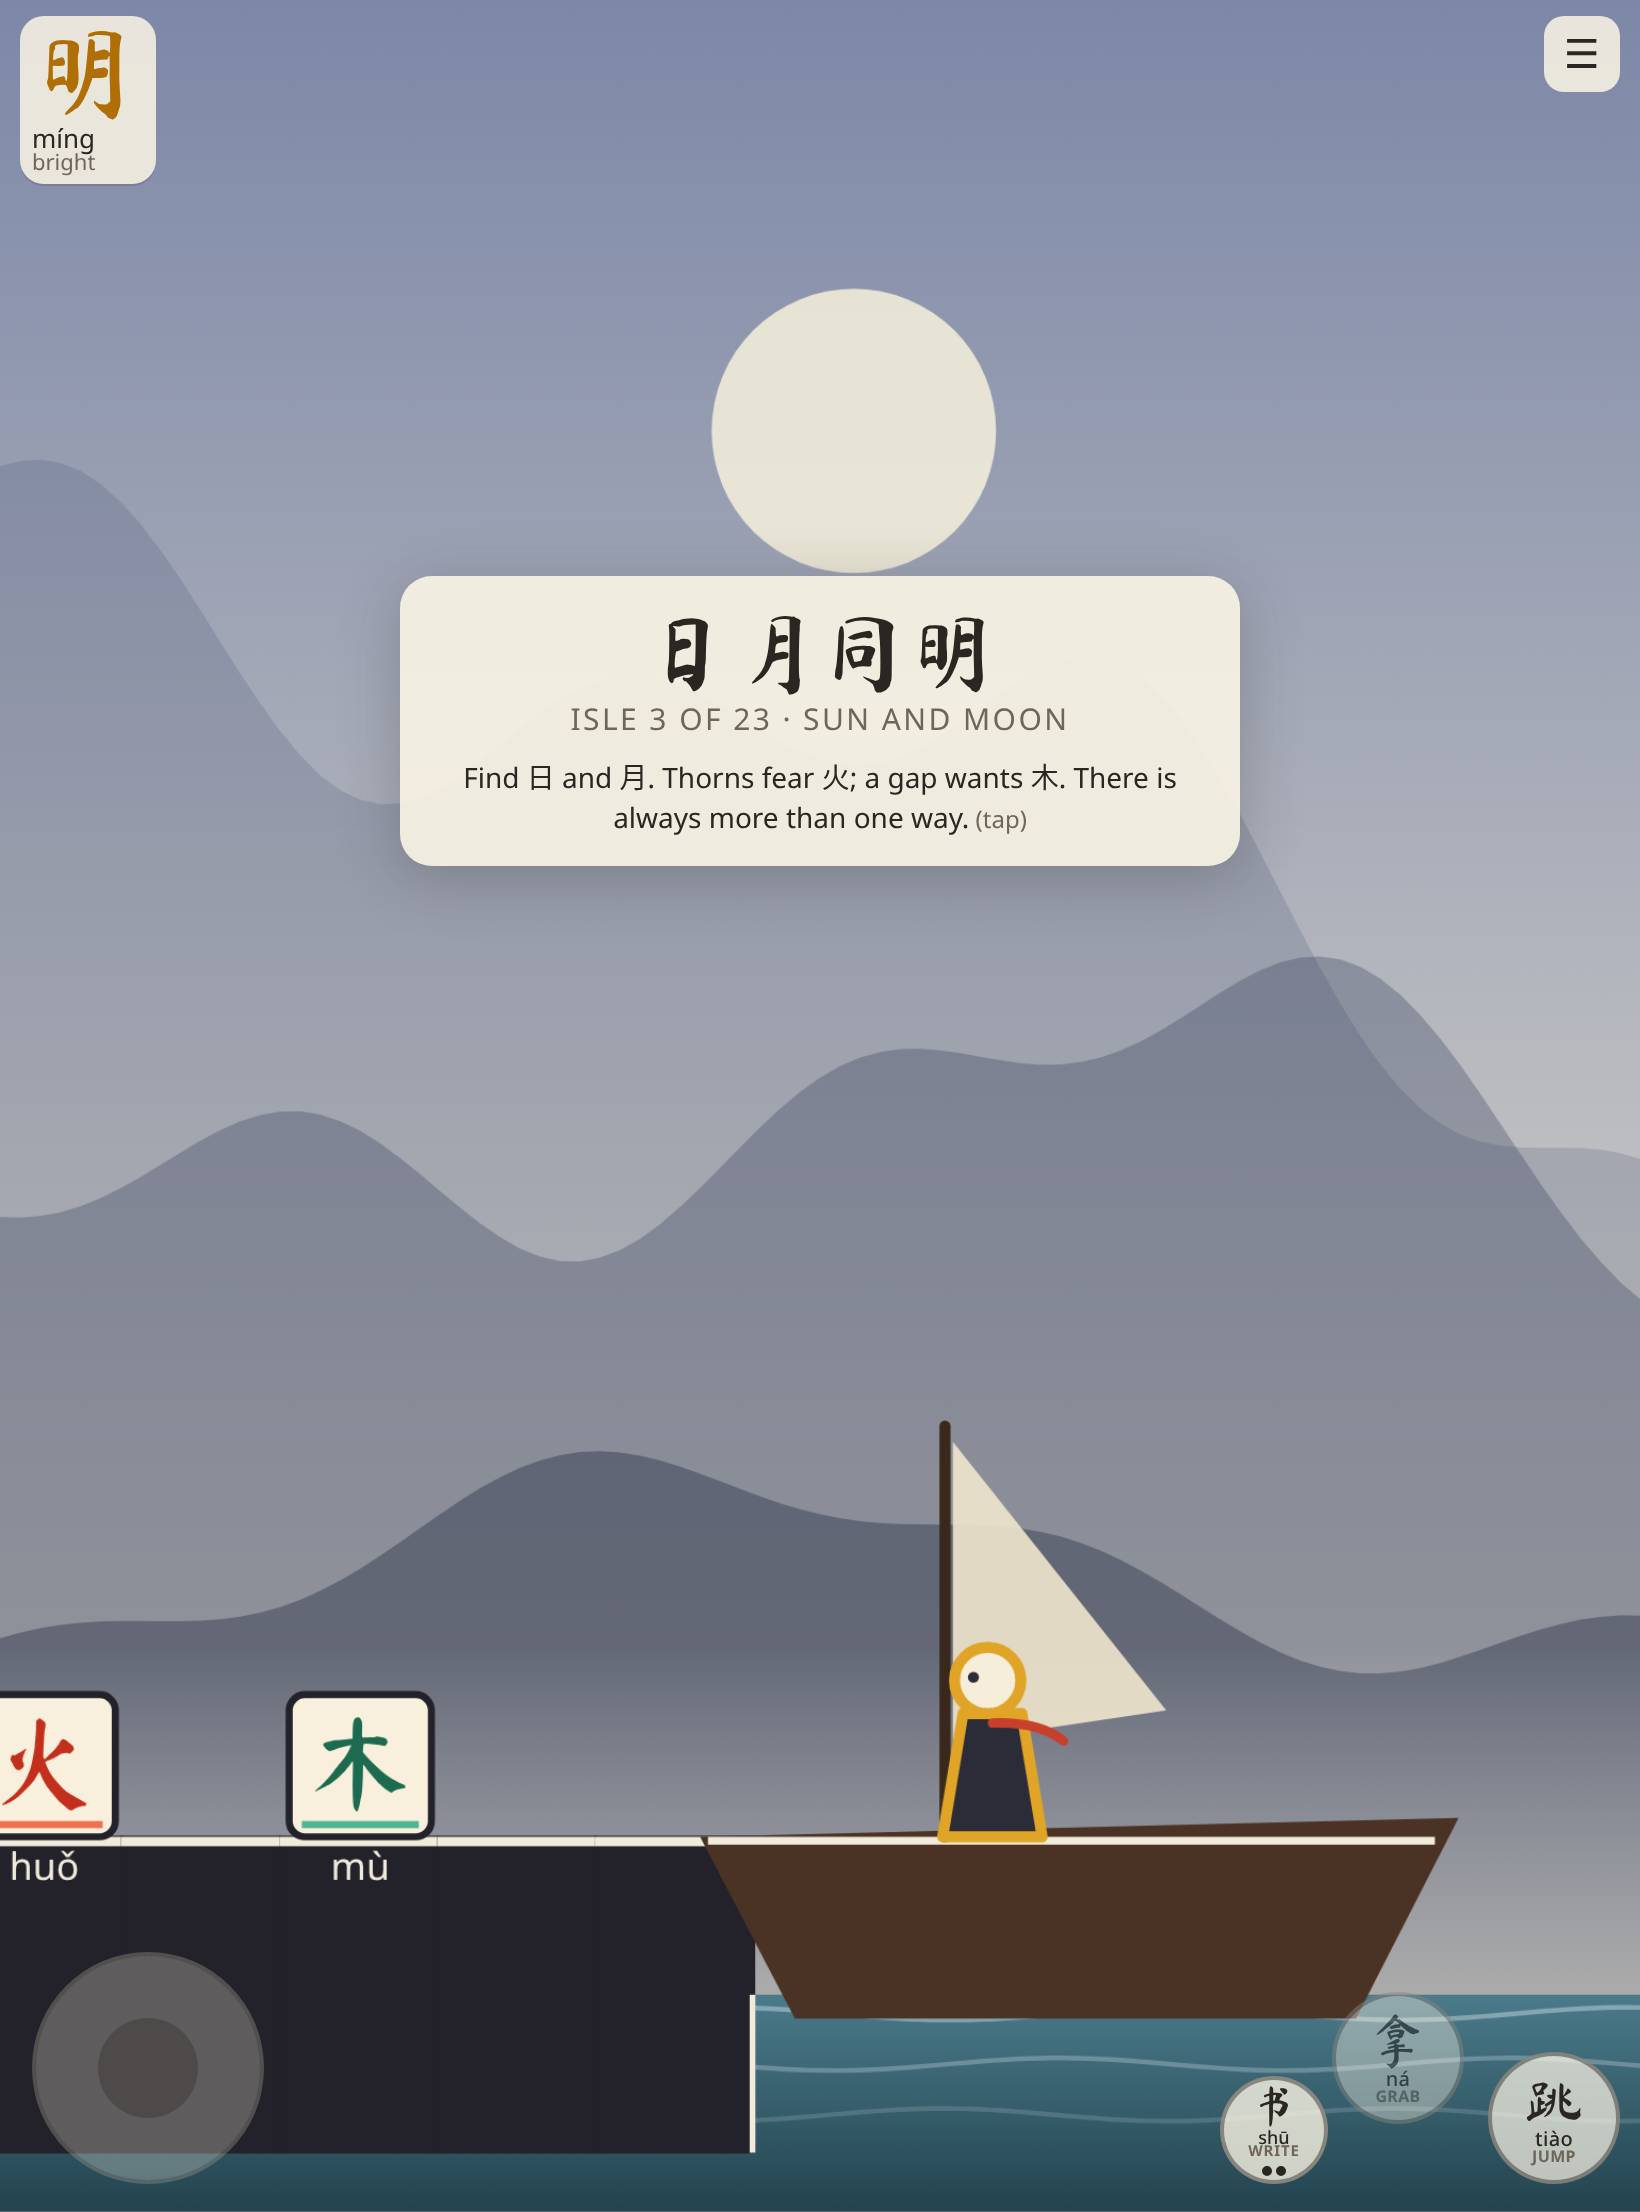 明
míng
bright
☰
日月同明
ISLE 3 OF 23 · SUN AND MOON
Find 日 and 月. Thorns fear 火; a gap wants 木. There is
always more than one way. (tap)
火
huǒ
木
mù
拿
ná
GRAB
书
shū
WRITE
跳
tiào
JUMP